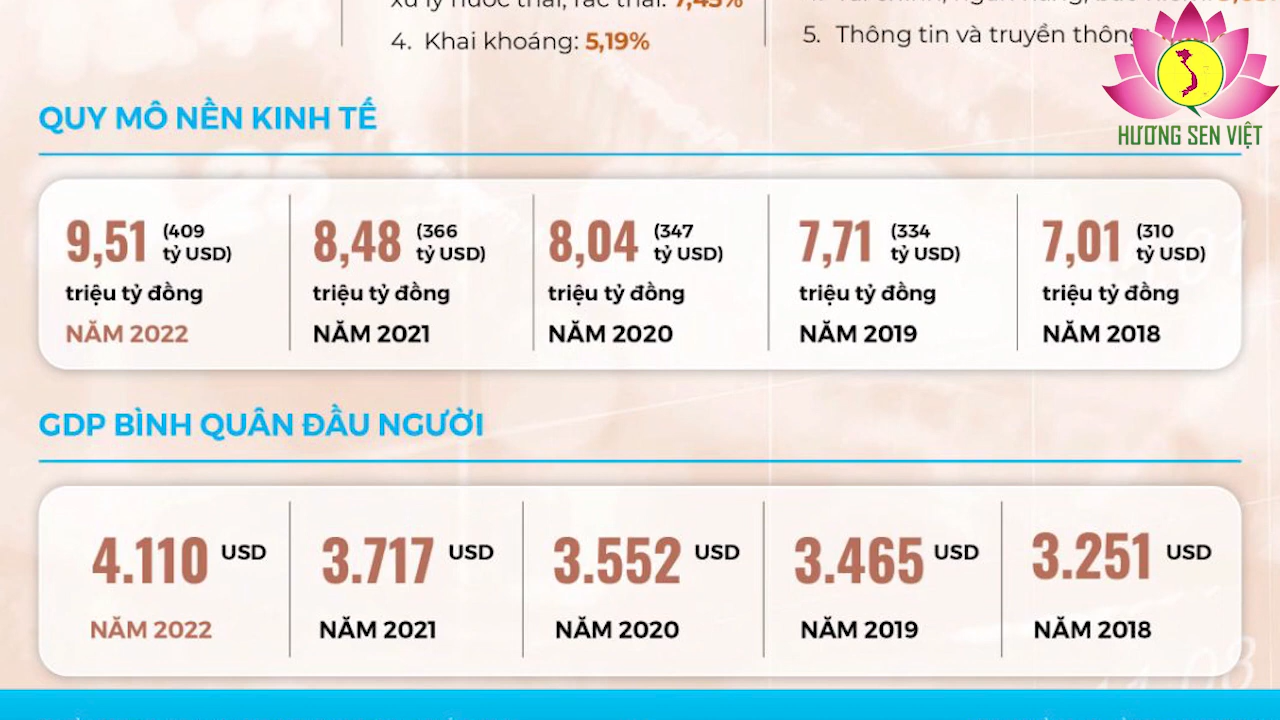 xử lý nước thải, rác thải: 7,45%
4. Khai khoáng: 5,19%
5. Thông tin và truyền thông:
HƯƠNG SEN VIỆT
QUY MÔ NỀN KINH TẾ
9,51 (409 tỷ USD)
triệu tỷ đồng
NĂM 2022
8,48 (366 tỷ USD)
triệu tỷ đồng
NĂM 2021
8,04 (347 tỷ USD)
triệu tỷ đồng
NĂM 2020
7,71 (334 tỷ USD)
triệu tỷ đồng
NĂM 2019
7,01 (310 tỷ USD)
triệu tỷ đồng
NĂM 2018
GDP BÌNH QUÂN ĐẦU NGƯỜI
4.110 USD
NĂM 2022
3.717 USD
NĂM 2021
3.552 USD
NĂM 2020
3.465 USD
NĂM 2019
3.251 USD
NĂM 2018